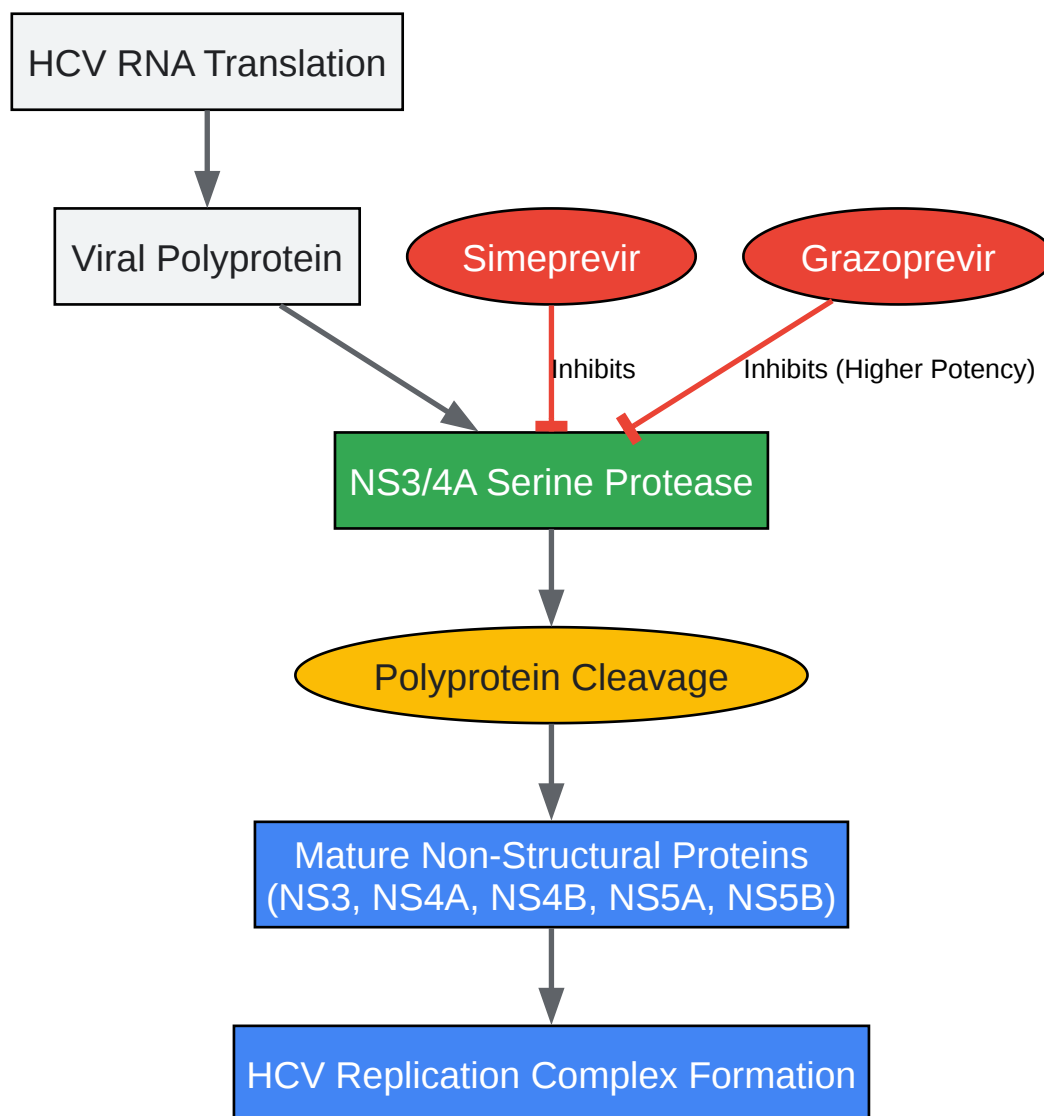 HCV RNA Translation
Viral Polyprotein
Simeprevir
Grazoprevir
Inhibits
Inhibits (Higher Potency)
NS3/4A Serine Protease
Polyprotein Cleavage
Mature Non-Structural Proteins
(NS3, NS4A, NS4B, NS5A, NS5B)
HCV Replication Complex Formation